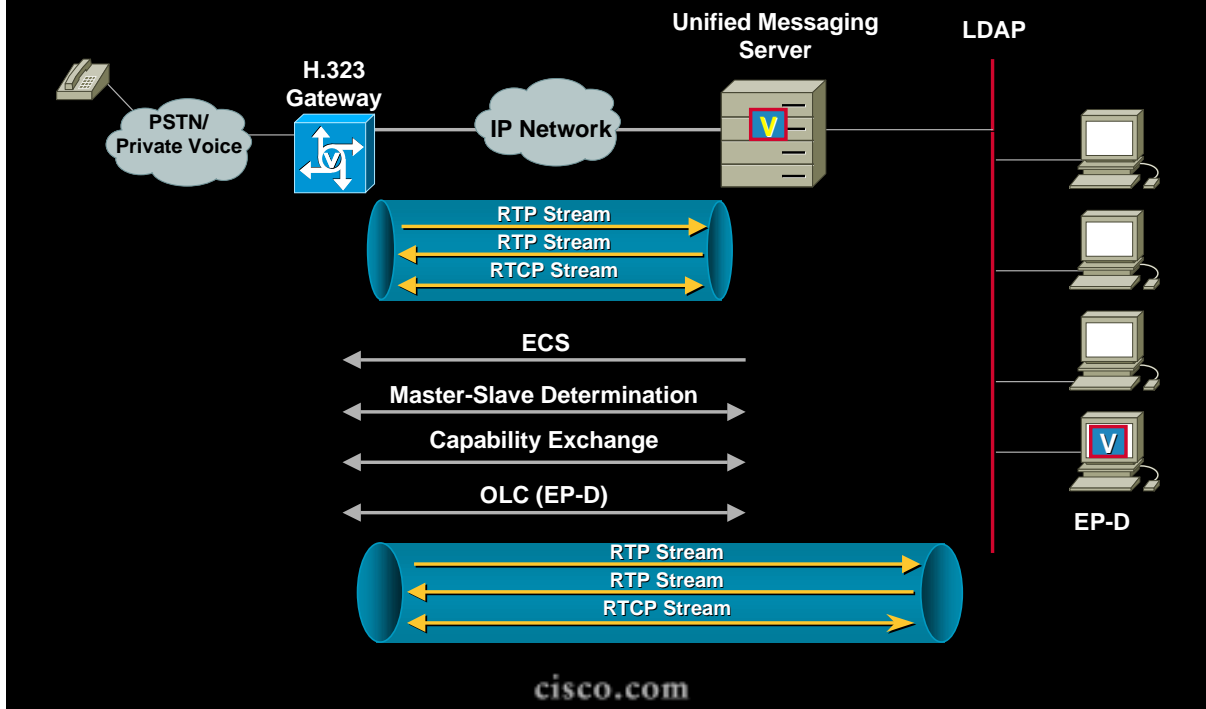 Unified Messaging
Server
LDAP
H.323
Gateway
PSTN/
Private Voice
V
IP Network
V
RTP Stream
RTP Stream
RTCP Stream
ECS
Master-Slave Determination
Capability Exchange
OLC (EP-D)
V
EP-D
RTP Stream
RTP Stream
RTCP Stream
cisco.com